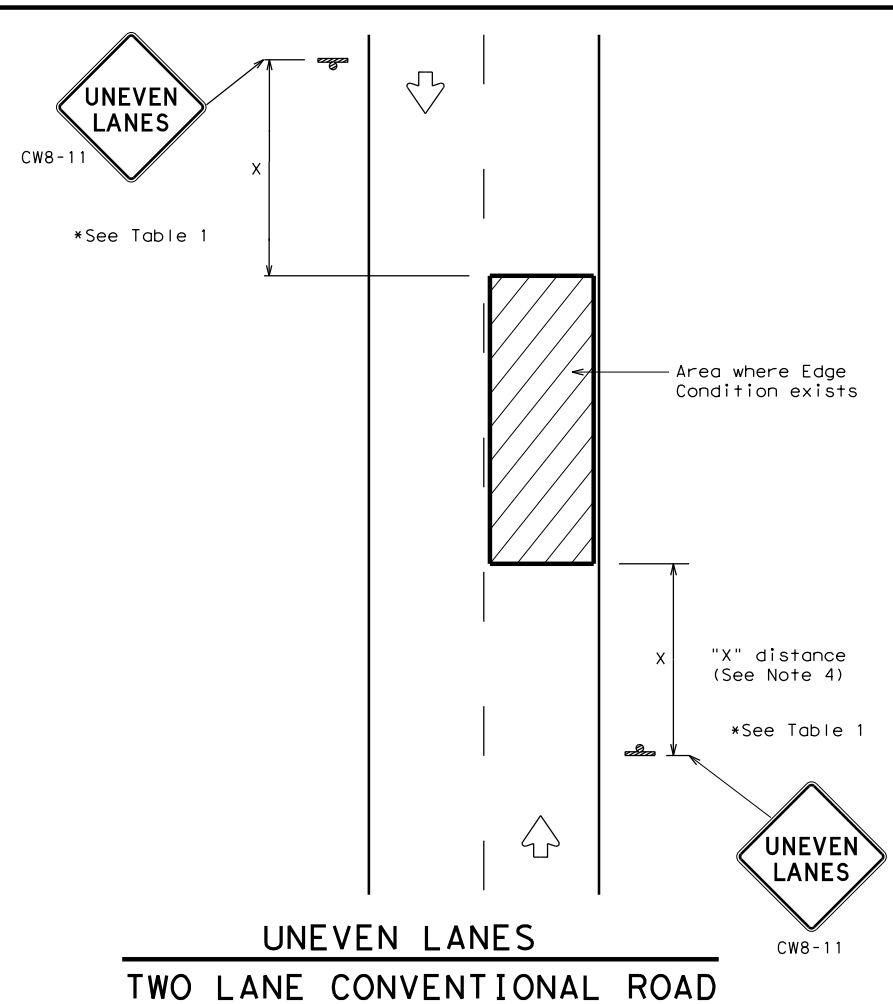 UNEVEN
LANES
CW8-11
X
*See Table 1
Area where Edge
Condition exists
X
"X" distance
(See Note 4)
*See Table 1
UNEVEN
LANES
CW8-11
UNEVEN LANES
TWO LANE CONVENTIONAL ROAD